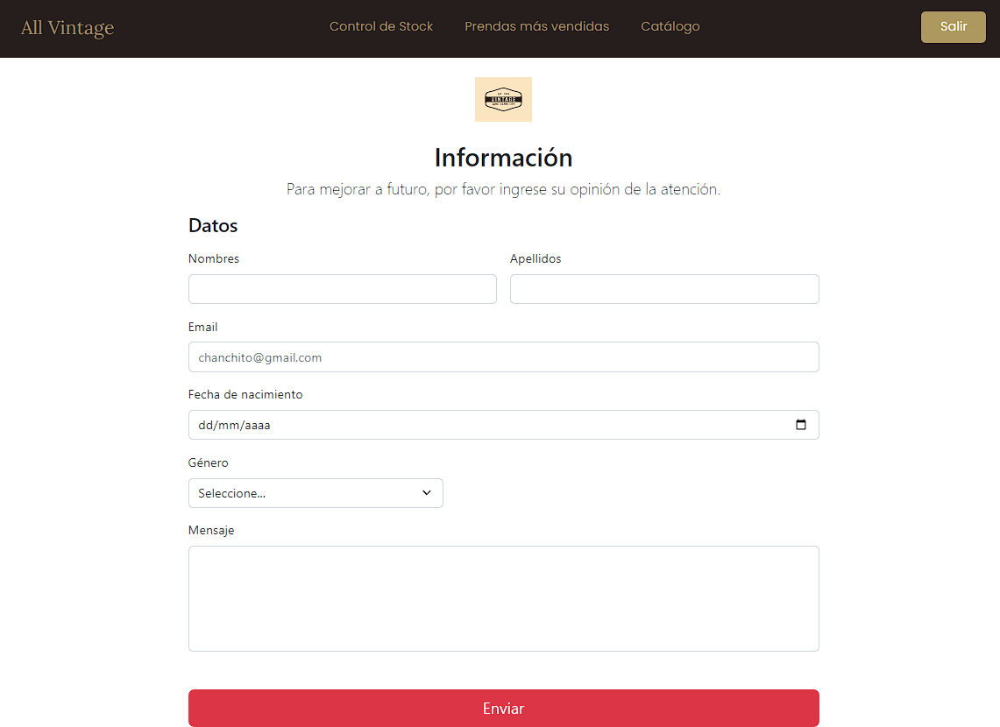 All Vintage
Control de Stock
Prendas más vendidas
Catálogo
Salir
VINTAGE
Información
Para mejorar a futuro, por favor ingrese su opinión de la atención.
Datos
Nombres
Apellidos
Email
chanchito@gmail.com
Fecha de nacimiento
dd/mm/aaaa
Género
Seleccione...
Mensaje
Enviar